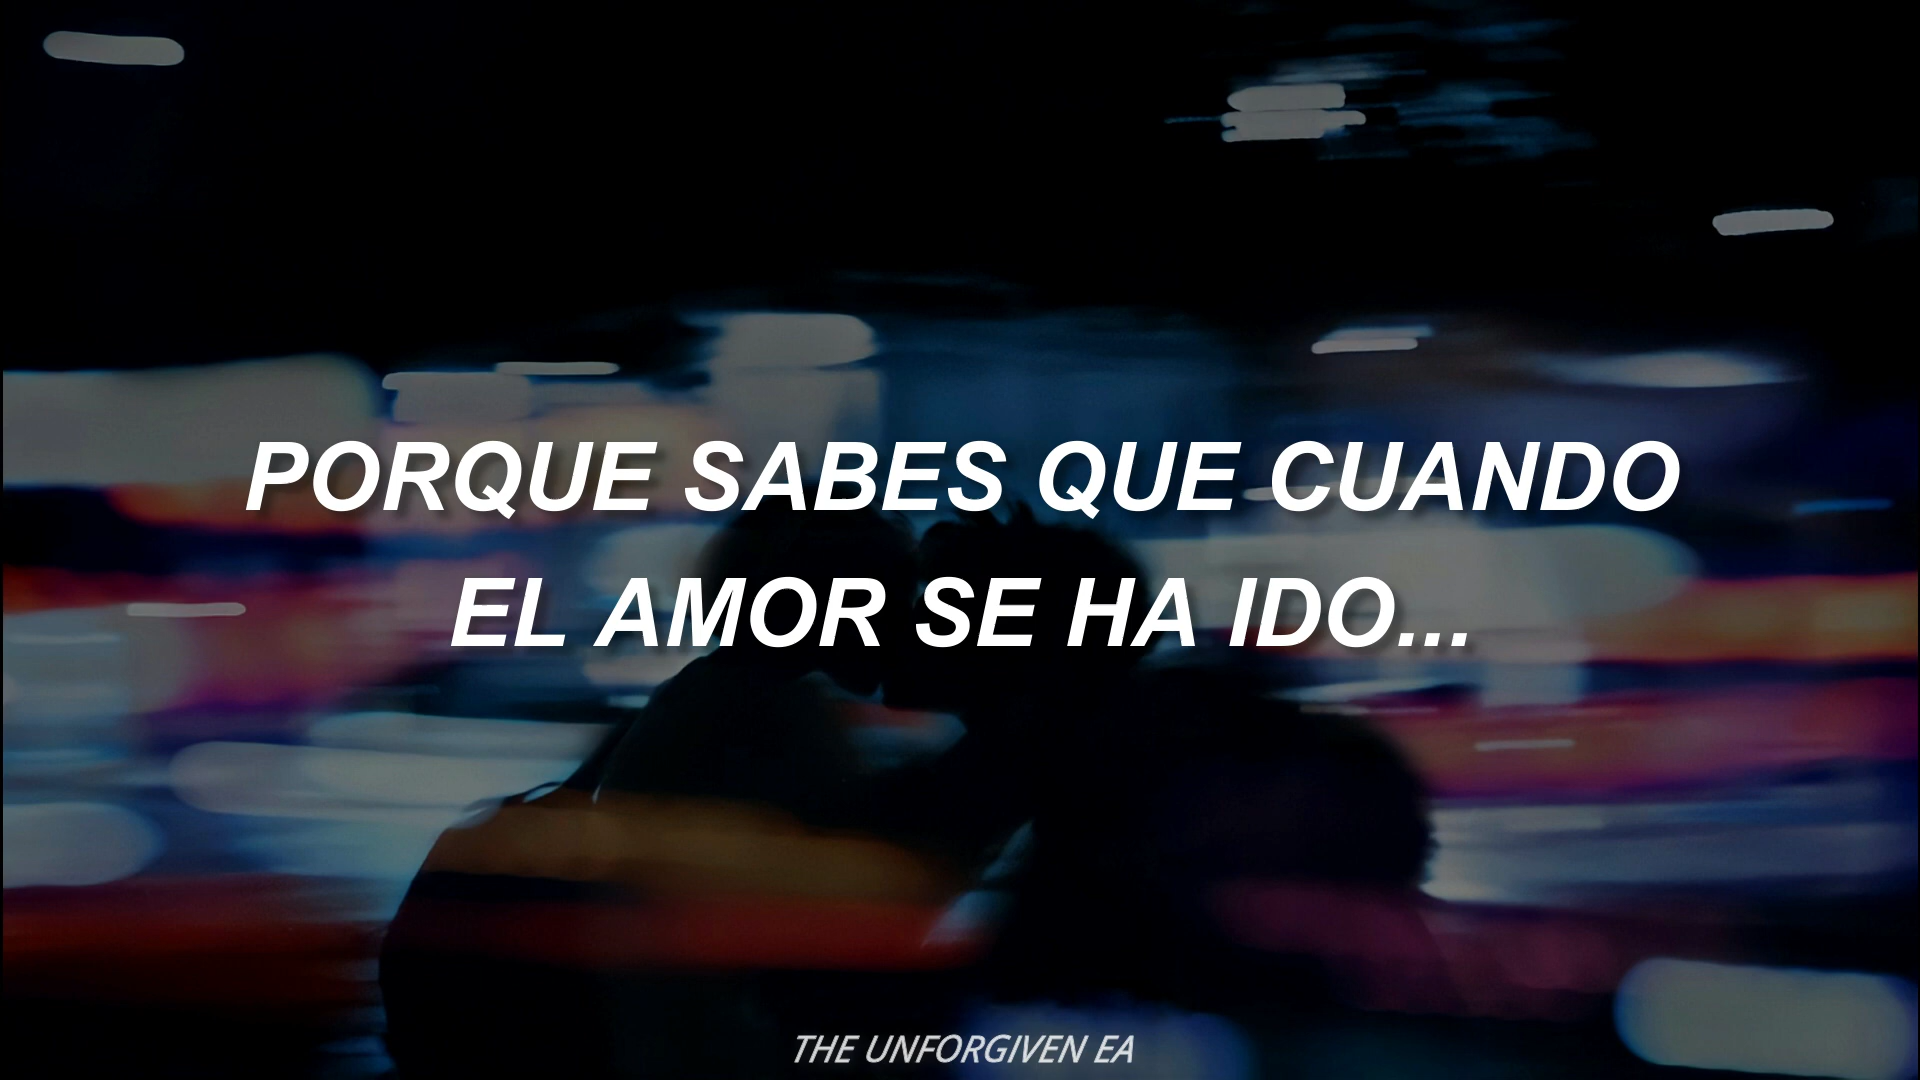 PORQUE SABES QUE CUANDO
EL AMOR SE HA IDO...
THE UNFORGIVEN EA